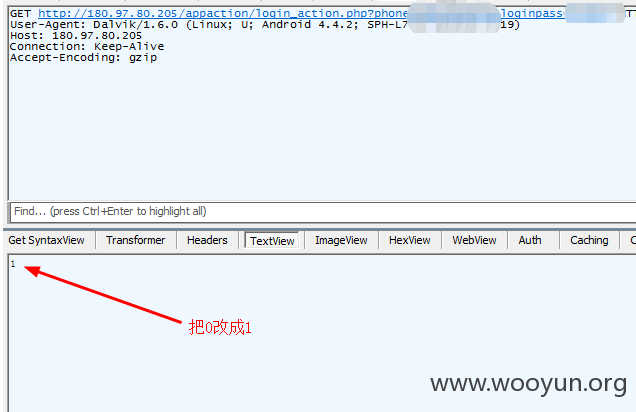 GET http://180.97.80.205/appaction/login_action.php?phone loginpass
User-Agent: Dalvik/1.6.0 (Linux; U; Android 4.4.2; SPH-L7 19)
Host: 180.97.80.205
Connection: Keep-Alive
Accept-Encoding: gzip
Find... (press Ctrl+Enter to highlight all)
Get SyntaxView Transformer Headers TextView ImageView HexView WebView Auth Caching C
1
把0改成1
www.wooyun.org